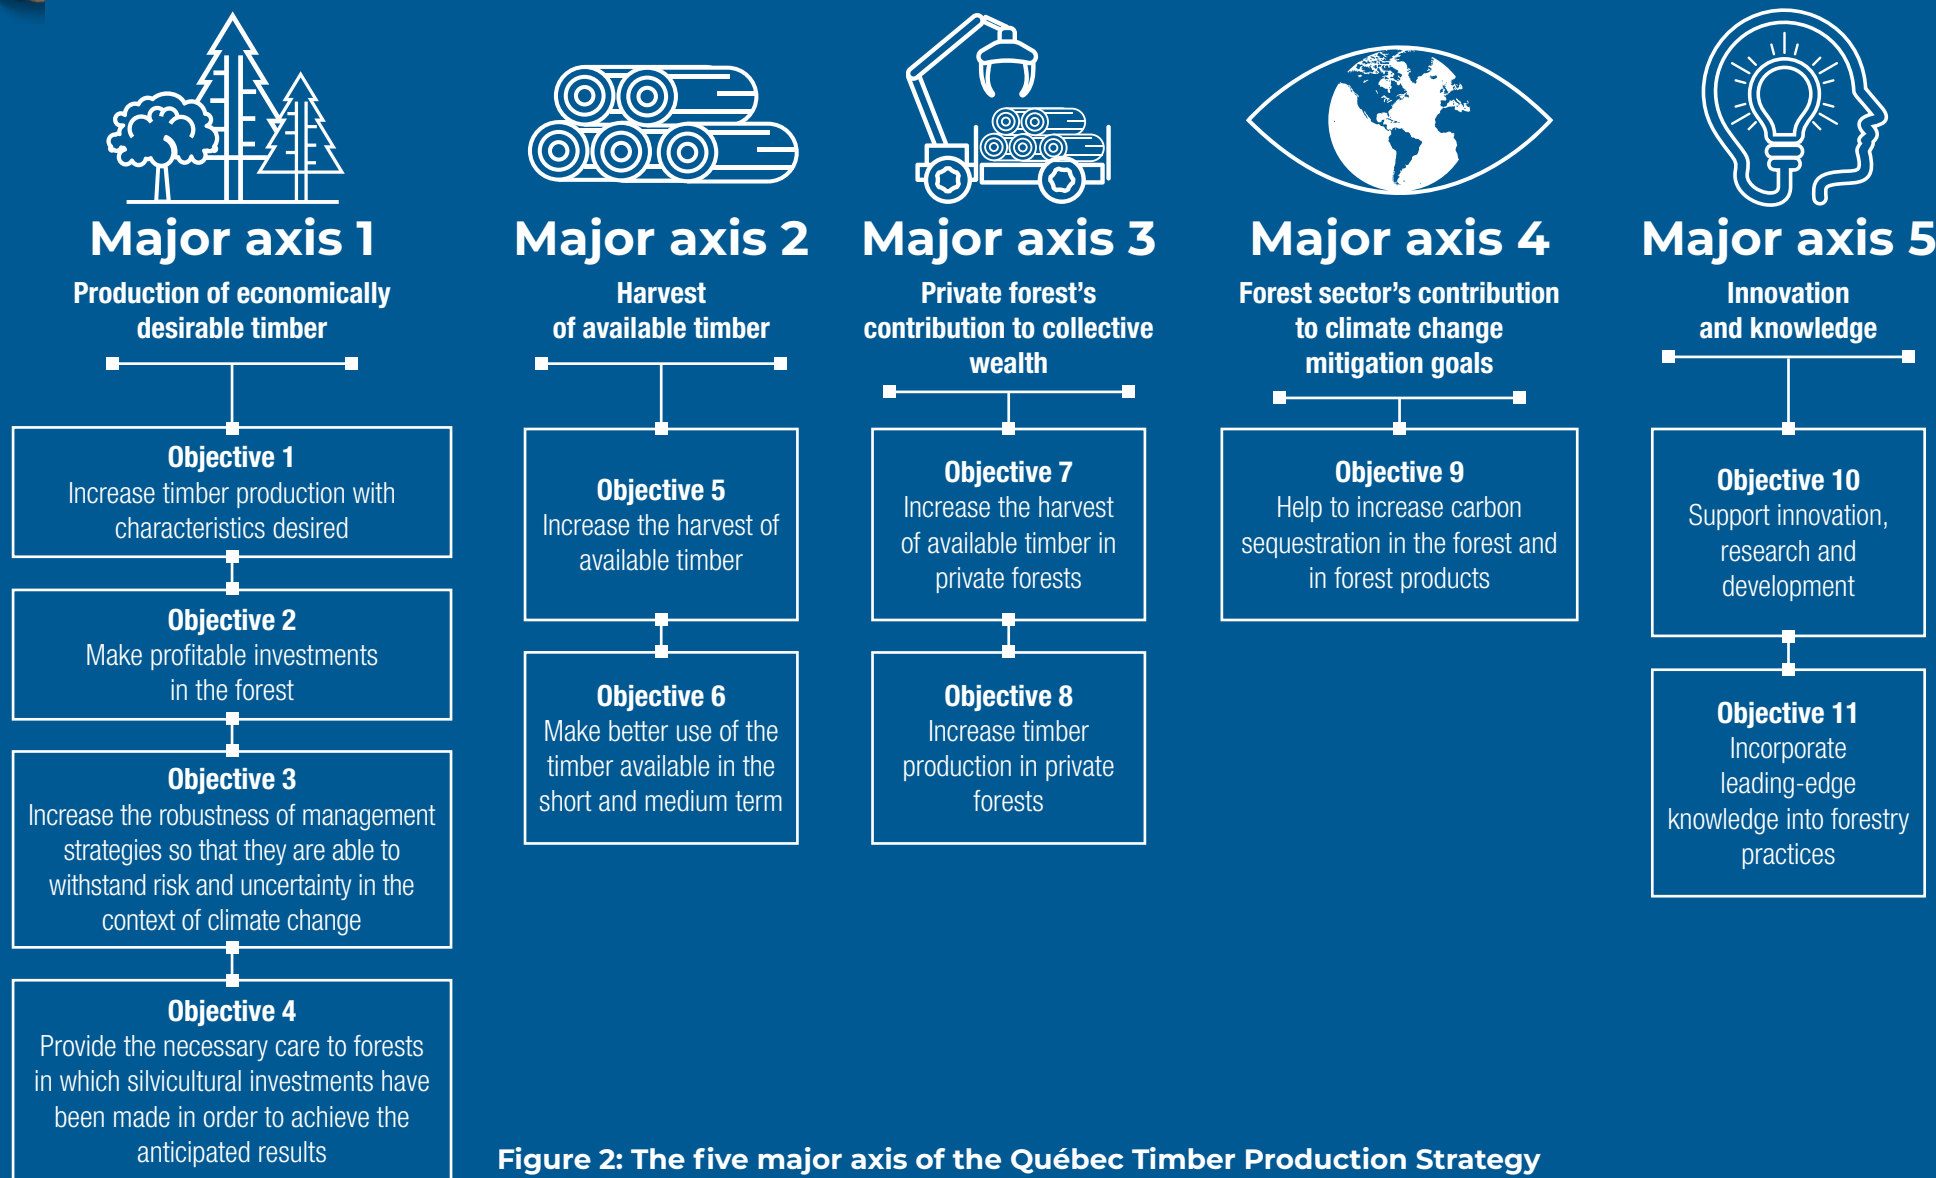 Major axis 1
Production of economically
desirable timber
Objective 1
Increase timber production with
characteristics desired
Objective 2
Make profitable investments
in the forest
Objective 3
Increase the robustness of management
strategies so that they are able to
withstand risk and uncertainty in the
context of climate change
Objective 4
Provide the necessary care to forests
in which silvicultural investments have
been made in order to achieve the
anticipated results
Major axis 2
Harvest
of available timber
Objective 5
Increase the harvest of
available timber
Objective 6
Make better use of the
timber available in the
short and medium term
Major axis 3
Private forest's
contribution to collective
wealth
Objective 7
Increase the harvest
of available timber in
private forests
Objective 8
Increase timber
production in private
forests
Major axis 4
Forest sector's contribution
to climate change
mitigation goals
Objective 9
Help to increase carbon
sequestration in the forest and
in forest products
Major axis 5
Innovation
and knowledge
Objective 10
Support innovation,
research and
development
Objective 11
Incorporate
leading-edge
knowledge into forestry
practices
Figure 2: The five major axis of the Québec Timber Production Strategy